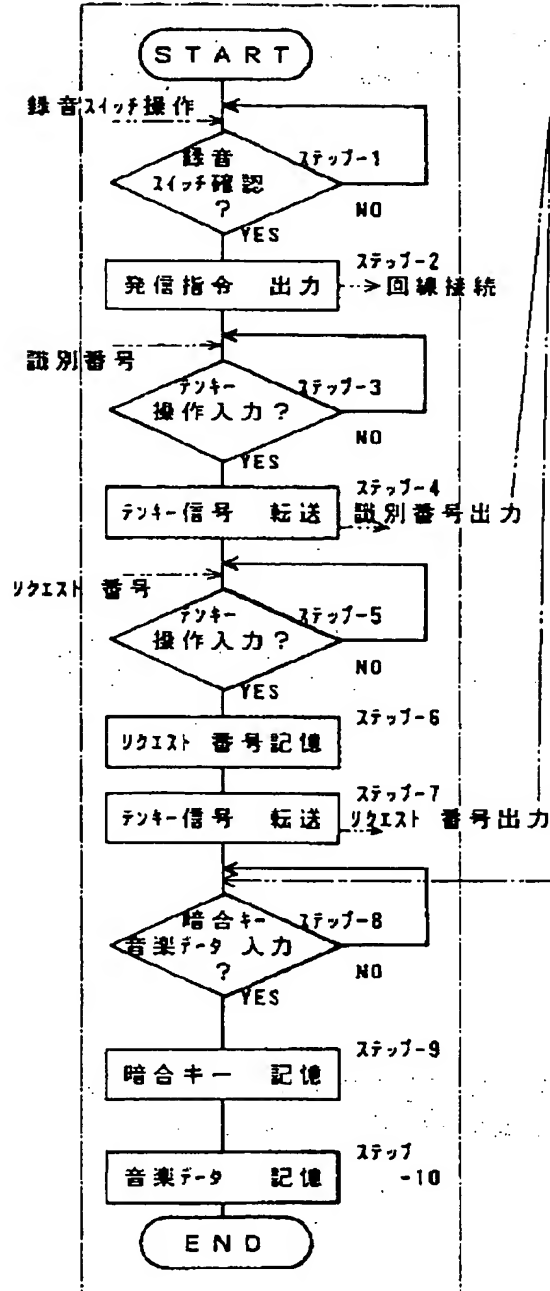 START
録音スイッチ操作
録音 ステップ-1
スイッチ確認
?
NO
YES
ステップ-2
発信指令 出力
回線接続
識別番号
テンキー ステップ-3
操作入力?
NO
YES
ステップ-4
テンキー信号 転送
識別番号出力
リクエスト 番号
テンキー ステップ-5
操作入力?
NO
YES
ステップ-6
リクエスト 番号記憶
ステップ-7
テンキー信号 転送
リクエスト 番号出力
暗合キー ステップ-8
音楽データ 入力
?
NO
YES
ステップ-9
暗合キー 記憶
ステップ
-10
音楽データ 記憶
END